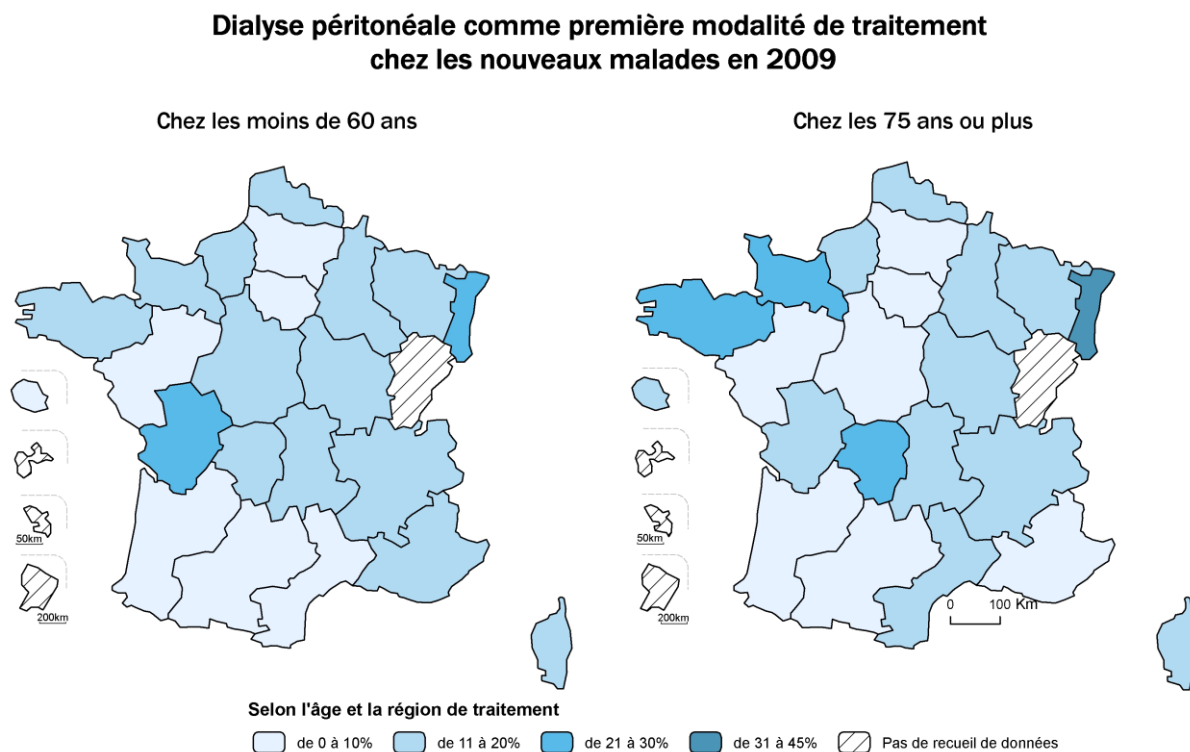 Dialyse péritonéale comme première modalité de traitement
chez les nouveaux malades en 2009
Chez les moins de 60 ans
Chez les 75 ans ou plus
50km
200km
50km
200km
0 100 Km
Selon l'âge et la région de traitement
de 0 à 10% de 11 à 20% de 21 à 30% de 31 à 45% Pas de recueil de données